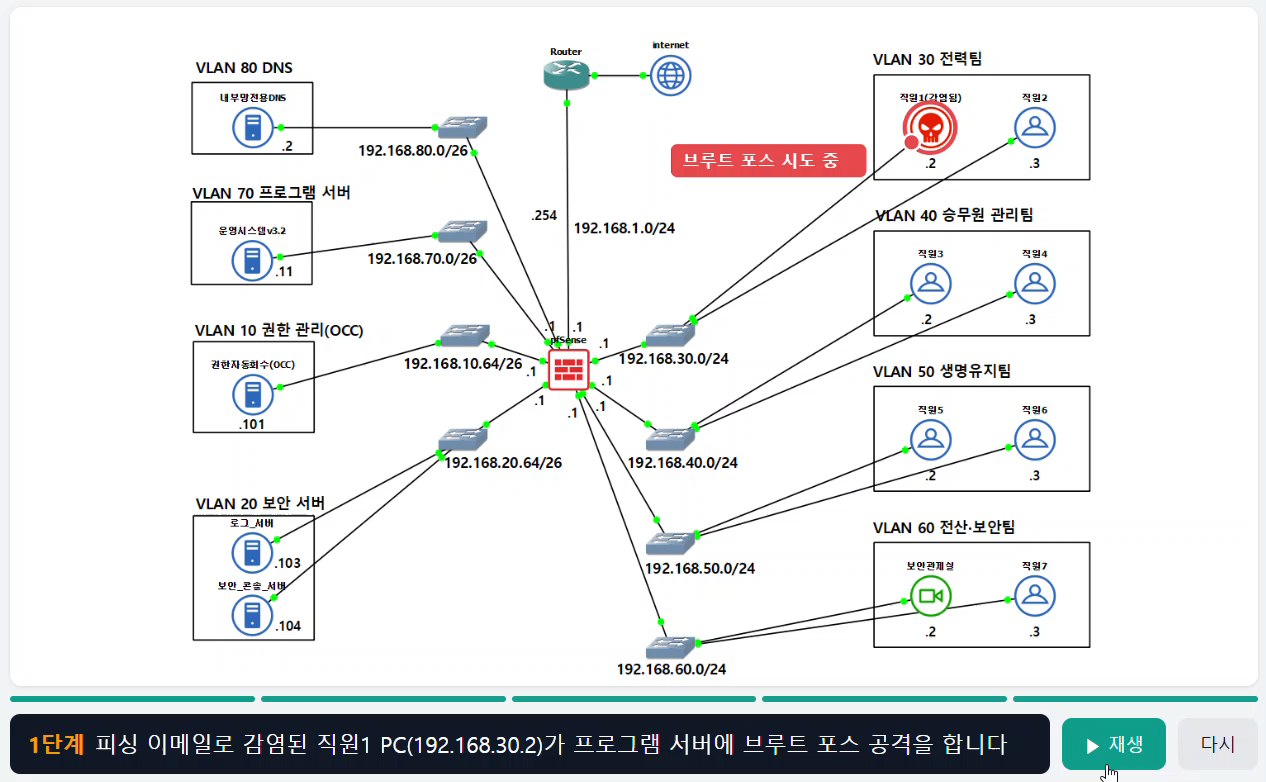 Router
internet
VLAN 80 DNS
내부망전용DNS
.2
192.168.80.0/26
VLAN 70 프로그램 서버
운영시스템v3.2
.11
192.168.70.0/26
VLAN 10 권한 관리(OCC)
권한자동회수(OCC)
.101
192.168.10.64/26
VLAN 20 보안 서버
로그_서버
.103
보안_콘솔_서버
.104
192.168.20.64/26
.254
192.168.1.0/24
브루트 포스 시도 중
pfSense
.1
.1
.1
.1
.1
.1
.1
.1
VLAN 30 전력팀
직원1(감염됨)
.2
직원2
.3
192.168.30.0/24
VLAN 40 승무원 관리팀
직원3
.2
직원4
.3
192.168.40.0/24
VLAN 50 생명유지팀
직원5
.2
직원6
.3
192.168.50.0/24
VLAN 60 전산·보안팀
보안관제실
.2
직원7
.3
192.168.60.0/24
1단계 피싱 이메일로 감염된 직원1 PC(192.168.30.2)가 프로그램 서버에 브루트 포스 공격을 합니다
▶ 재생
다시